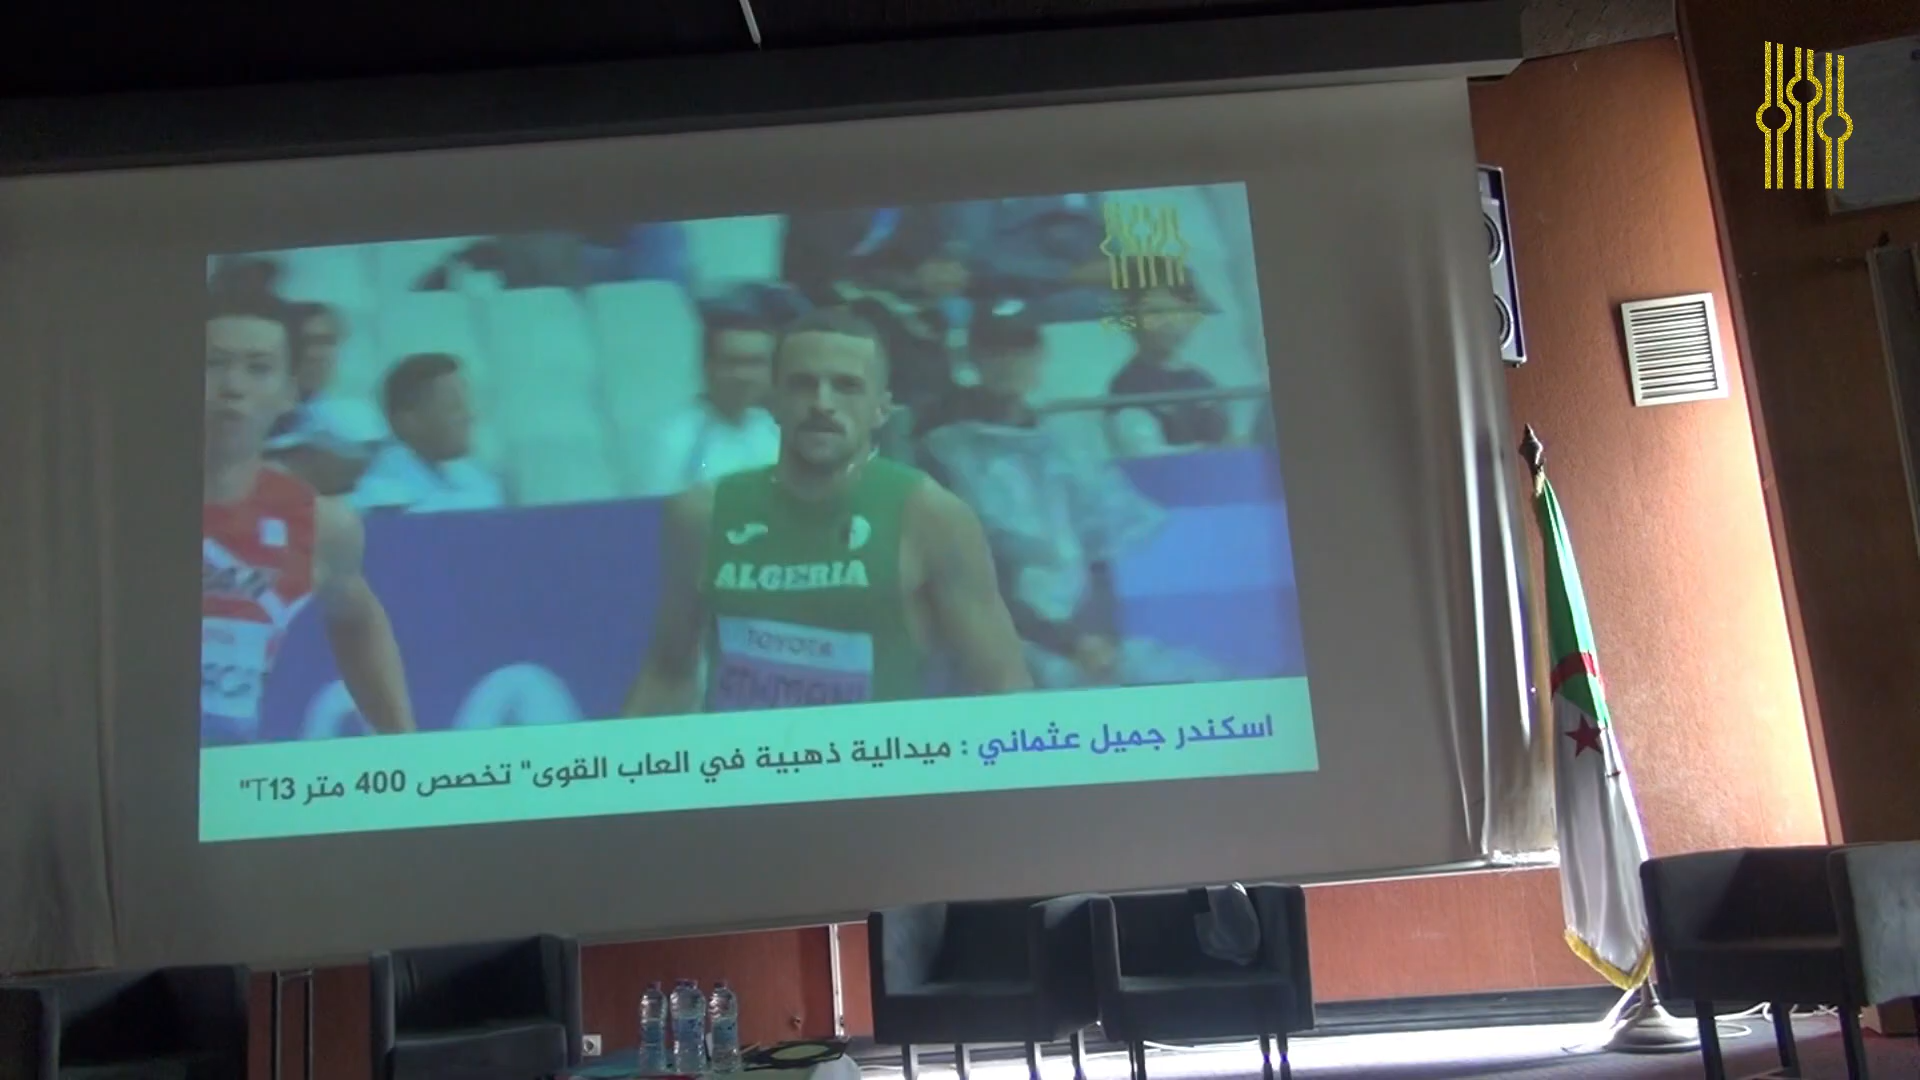 ALGERIA
TOYOTA
اسكندر جميل عثماني : ميدالية ذهبية في العاب القوى" تخصص 400 متر T13"